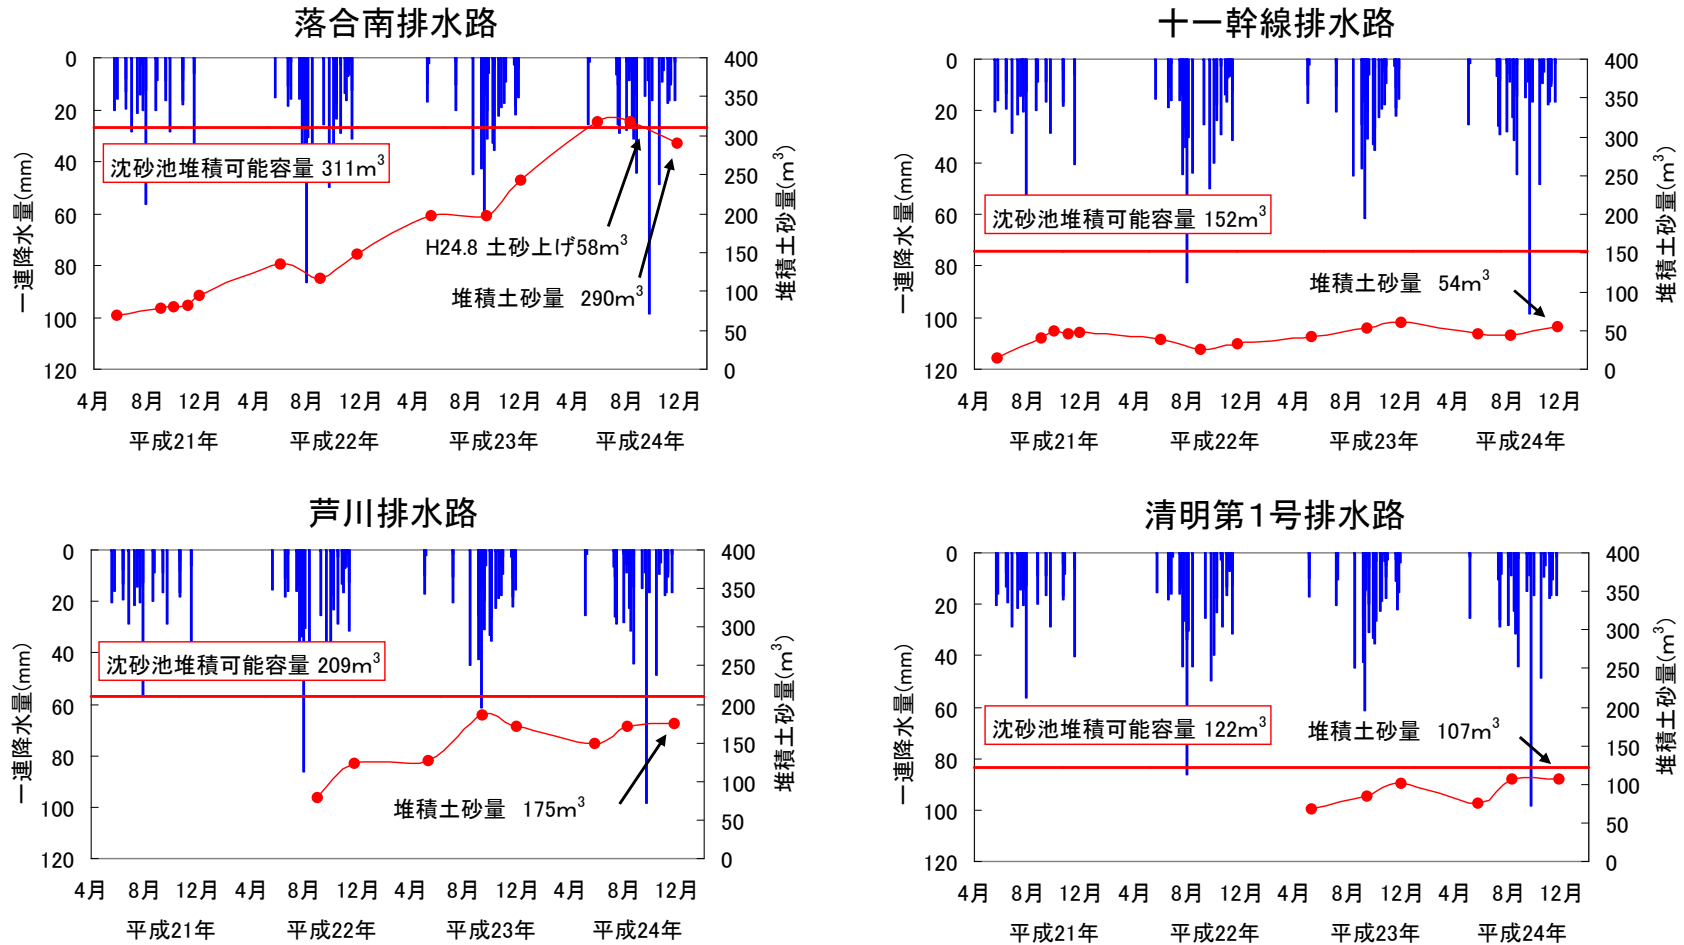 落合南排水路
0
20
40
60
80
100
120
400
350
300
250
200
150
100
50
0
一連降水量(mm)
堆積土砂量(m³)
沈砂池堆積可能容量 311m³
H24.8 土砂上げ58m³
堆積土砂量 290m³
4月 8月 12月 4月 8月 12月 4月 8月 12月 4月 8月 12月
平成21年 平成22年 平成23年 平成24年
十一幹線排水路
0
20
40
60
80
100
120
400
350
300
250
200
150
100
50
0
一連降水量(mm)
堆積土砂量(m³)
沈砂池堆積可能容量 152m³
堆積土砂量 54m³
4月 8月 12月 4月 8月 12月 4月 8月 12月 4月 8月 12月
平成21年 平成22年 平成23年 平成24年
芦川排水路
0
20
40
60
80
100
120
400
350
300
250
200
150
100
50
0
一連降水量(mm)
堆積土砂量(m³)
沈砂池堆積可能容量 209m³
堆積土砂量 175m³
4月 8月 12月 4月 8月 12月 4月 8月 12月 4月 8月 12月
平成21年 平成22年 平成23年 平成24年
清明第1号排水路
0
20
40
60
80
100
120
400
350
300
250
200
150
100
50
0
一連降水量(mm)
堆積土砂量(m³)
沈砂池堆積可能容量 122m³
堆積土砂量 107m³
4月 8月 12月 4月 8月 12月 4月 8月 12月 4月 8月 12月
平成21年 平成22年 平成23年 平成24年